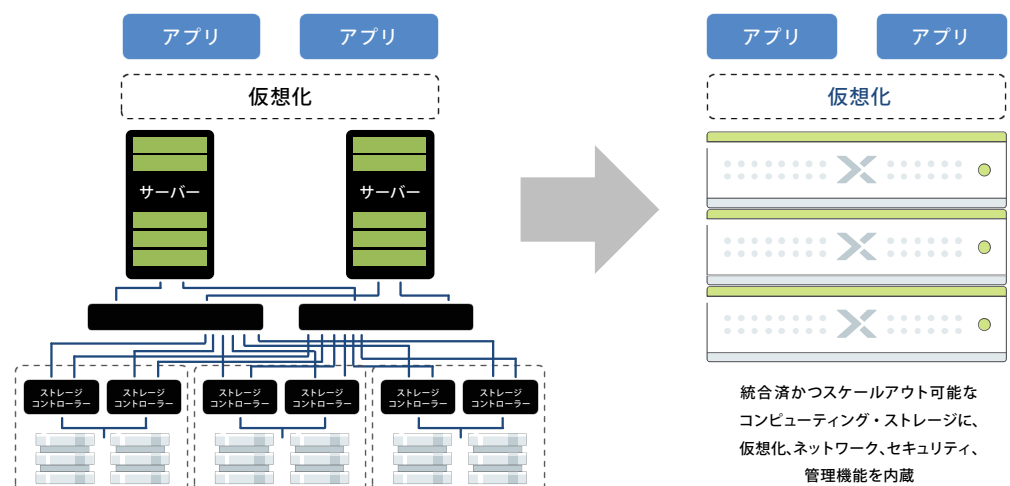 アプリ
アプリ
仮想化
サーバー
サーバー
ストレージ
コントローラー
ストレージ
コントローラー
ストレージ
コントローラー
ストレージ
コントローラー
ストレージ
コントローラー
ストレージ
コントローラー
アプリ
アプリ
仮想化
統合済かつスケールアウト可能な
コンピューティング・ストレージに、
仮想化、ネットワーク、セキュリティ、
管理機能を内蔵